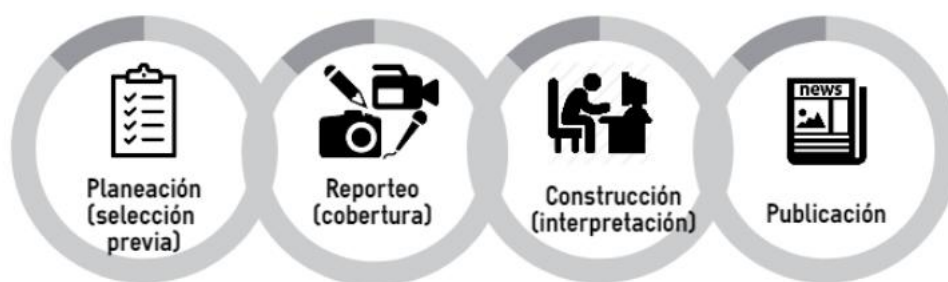 Planeación
(selección
previa)
Reporteo
(cobertura)
Construcción
(interpretación)
news
Publicación